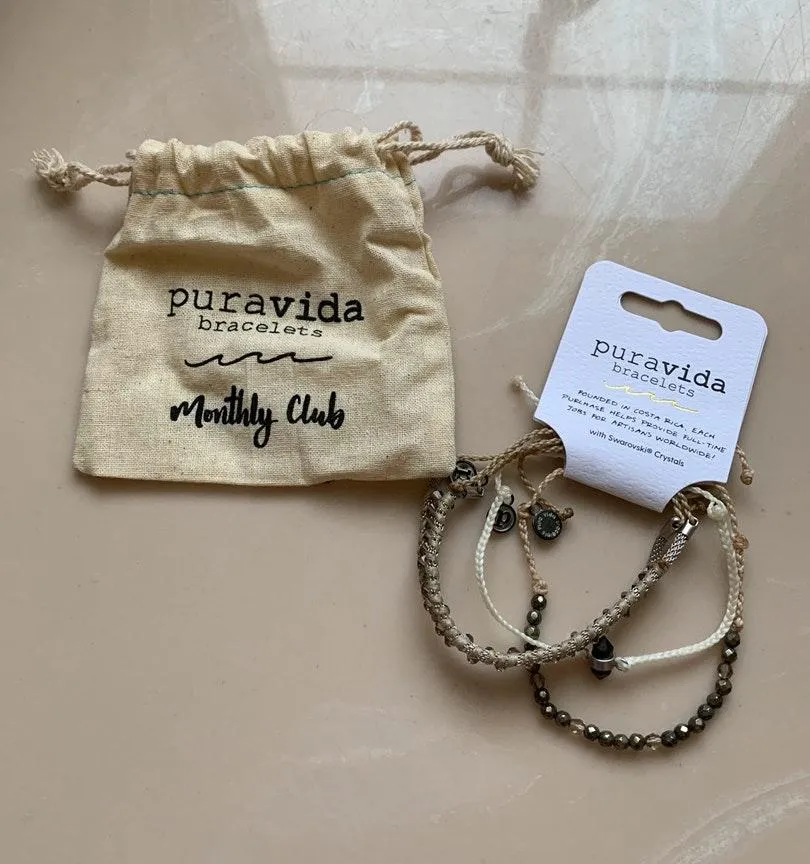 puravida
bracelets
Monthly Club
puravida
bracelets
FOUNDED IN COSTA RICA, EACH
PURCHASE HELPS PROVIDE FULL-TIME
JOBS FOR ARTISANS WORLDWIDE!
with Swarovski® Crystals